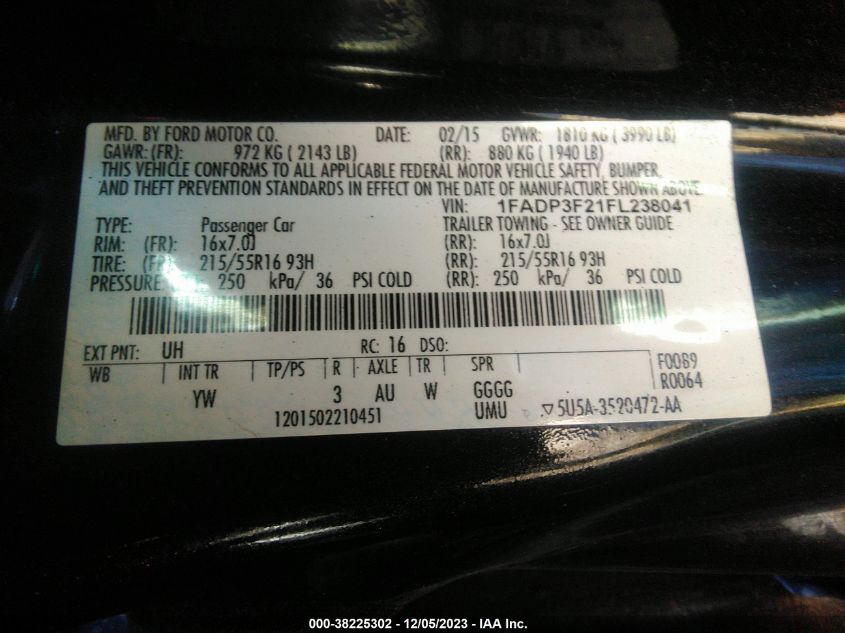 MFD. BY FORD MOTOR CO. DATE: 02/15 GVWR: 1810 KG ( 3990 LB)
GAWR: (FR): 972 KG ( 2143 LB) (RR): 880 KG ( 1940 LB)
THIS VEHICLE CONFORMS TO ALL APPLICABLE FEDERAL MOTOR VEHICLE SAFETY, BUMPER,
AND THEFT PREVENTION STANDARDS IN EFFECT ON THE DATE OF MANUFACTURE SHOWN ABOVE.
VIN: 1FADP3F21FL238041
TYPE: Passenger Car TRAILER TOWING - SEE OWNER GUIDE
RIM: (FR): 16x7.0J (RR): 16x7.0J
TIRE: (FR): 215/55R16 93H (RR): 215/55R16 93H
PRESSURE: 250 kPa/ 36 PSI COLD (RR): 250 kPa/ 36 PSI COLD
EXT PNT: UH RC: 16 DSO:
WB INT TR TP/PS R AXLE TR SPR F0089
YW 3 AU W GGGG R0064
1201502210451 UMU ▽5U5A-3520472-AA
000-38225302 - 12/05/2023 - IAA Inc.